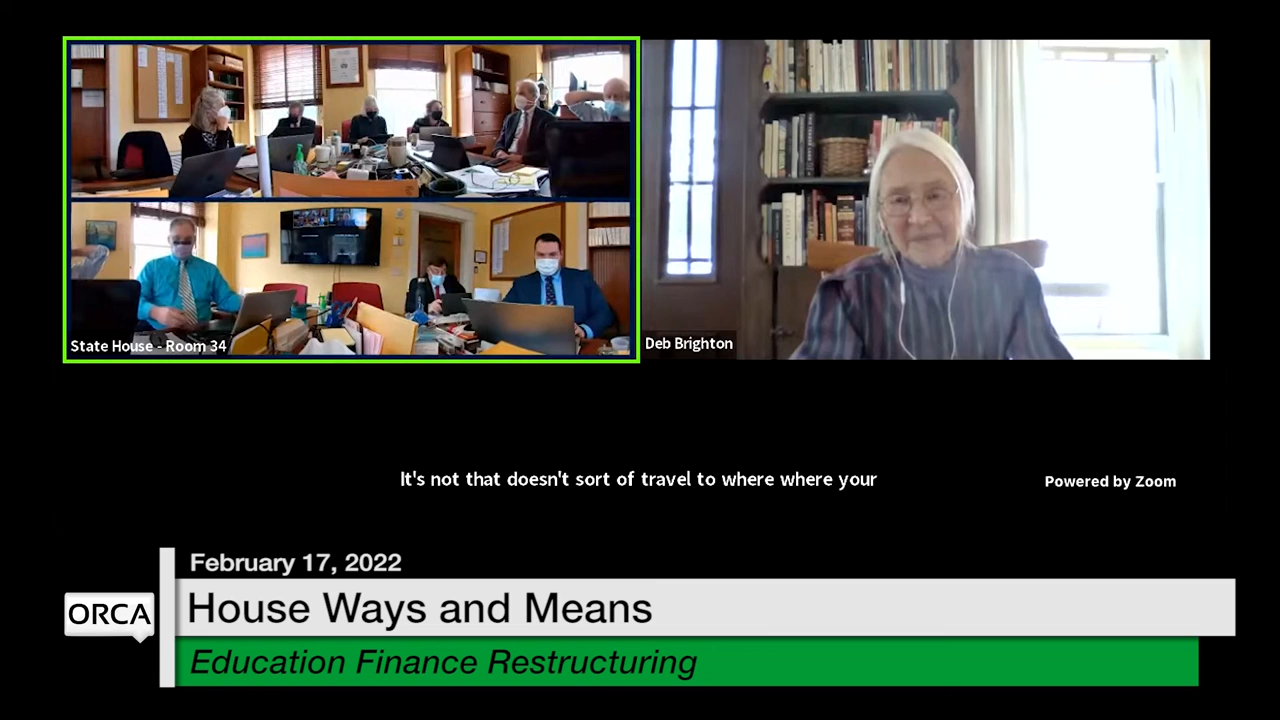 State House - Room 34
Deb Brighton
It's not that doesn't sort of travel to where where your
Powered by Zoom
February 17, 2022
ORCA
House Ways and Means
Education Finance Restructuring